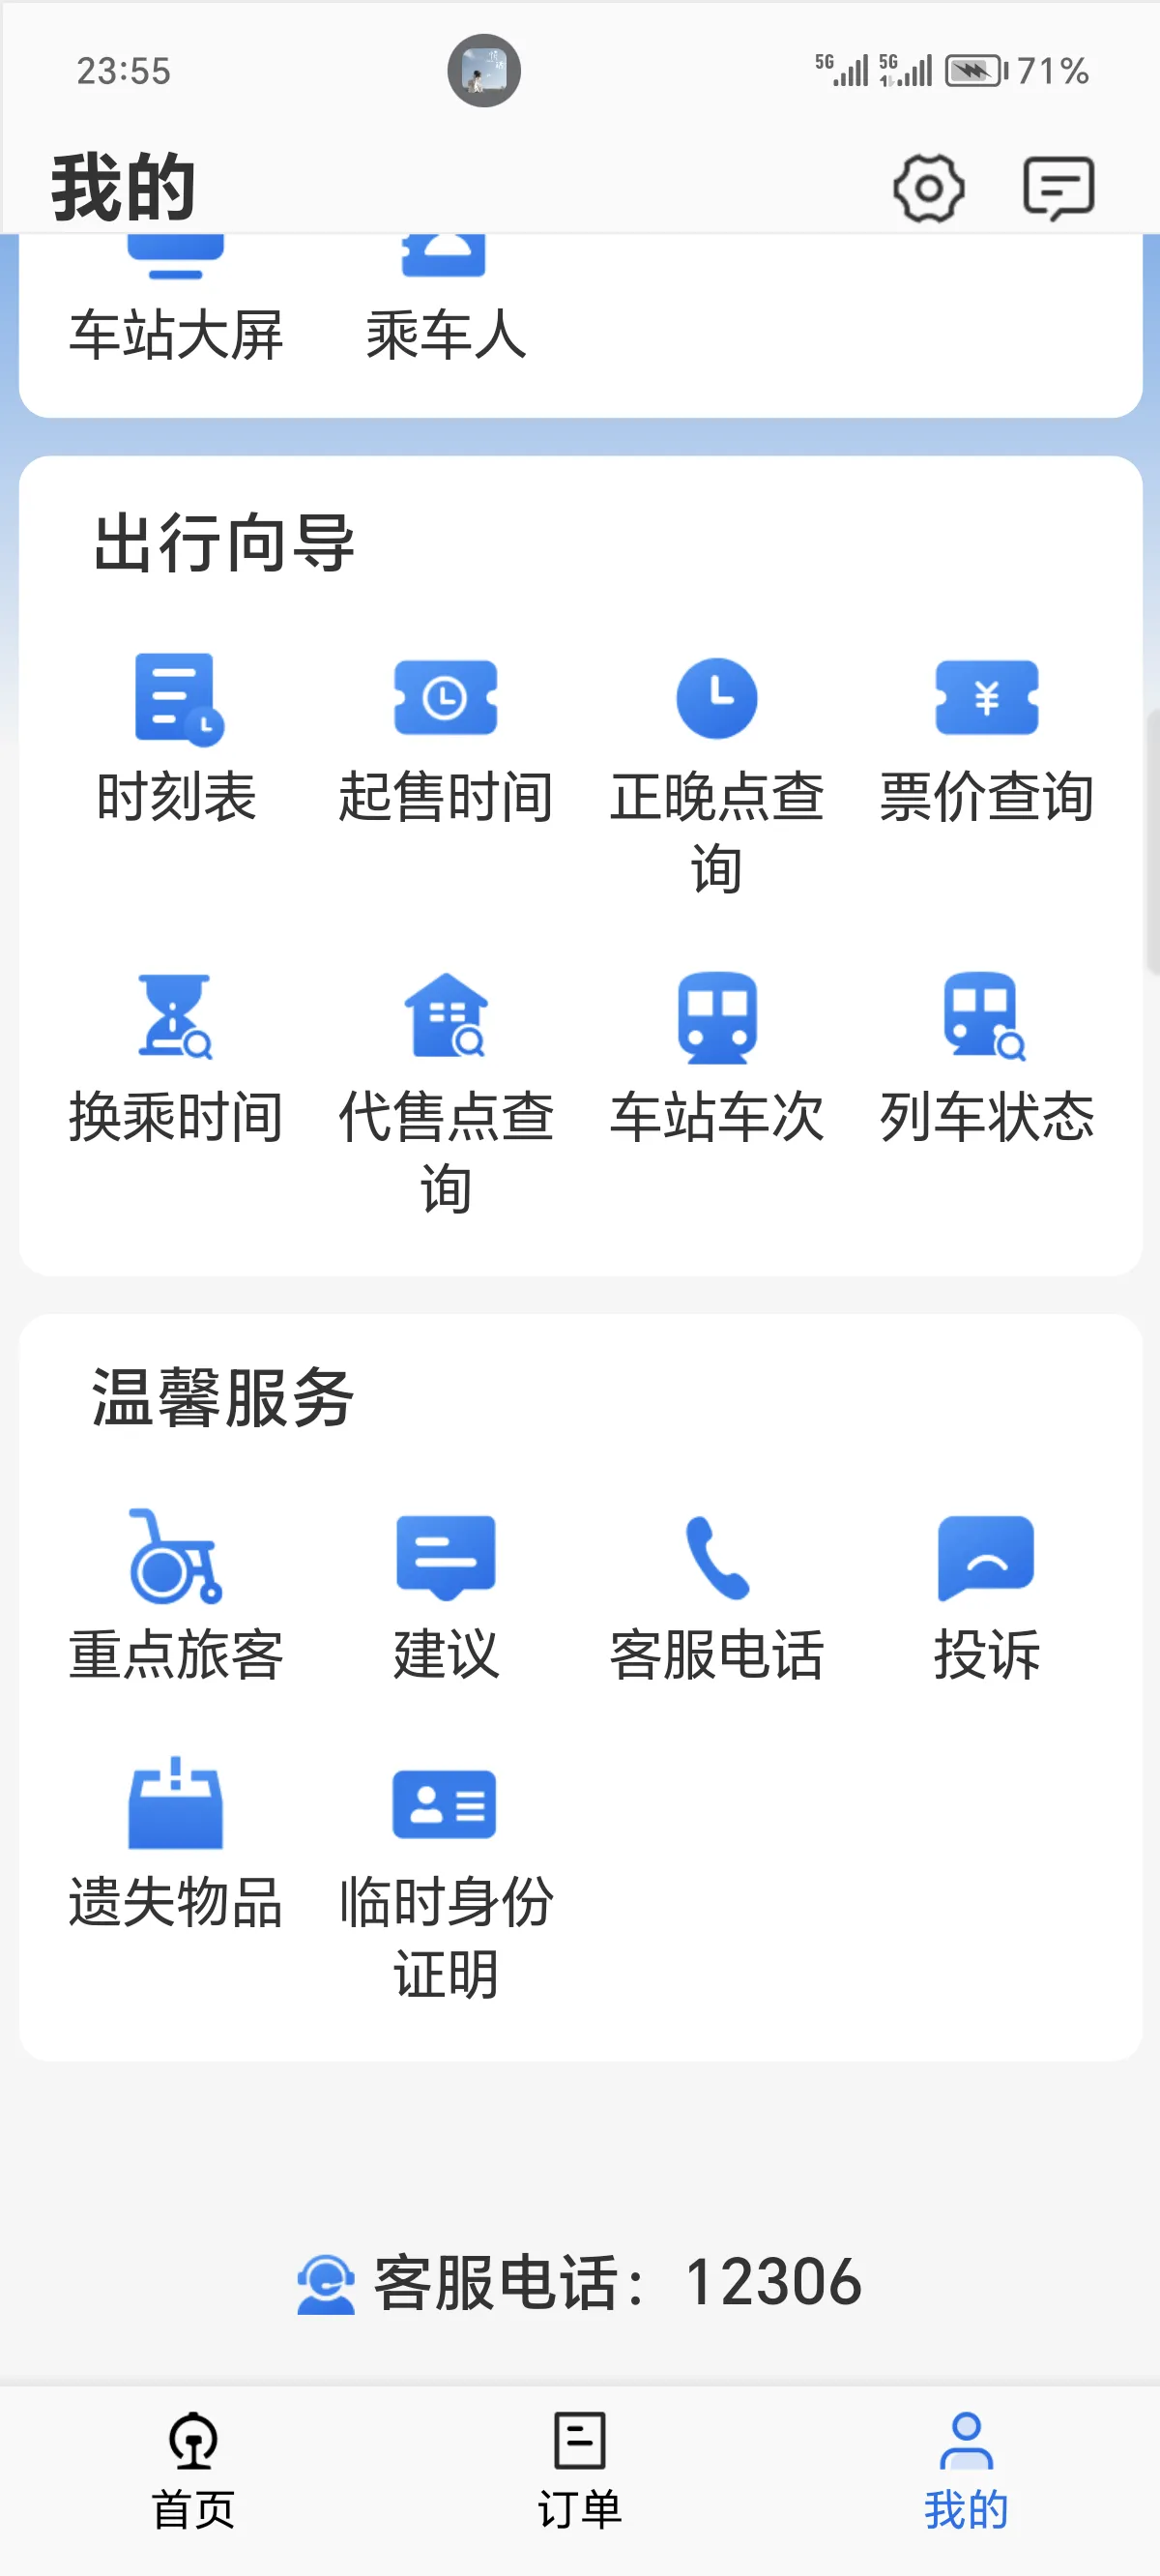 23:55
5G 5G 71%
我的
车站大屏 乘车人
出行向导
时刻表 起售时间 正晚点查询 票价查询
换乘时间 代售点查询 车站车次 列车状态
温馨服务
重点旅客 建议 客服电话 投诉
遗失物品 临时身份证明
客服电话：12306
首页 订单 我的